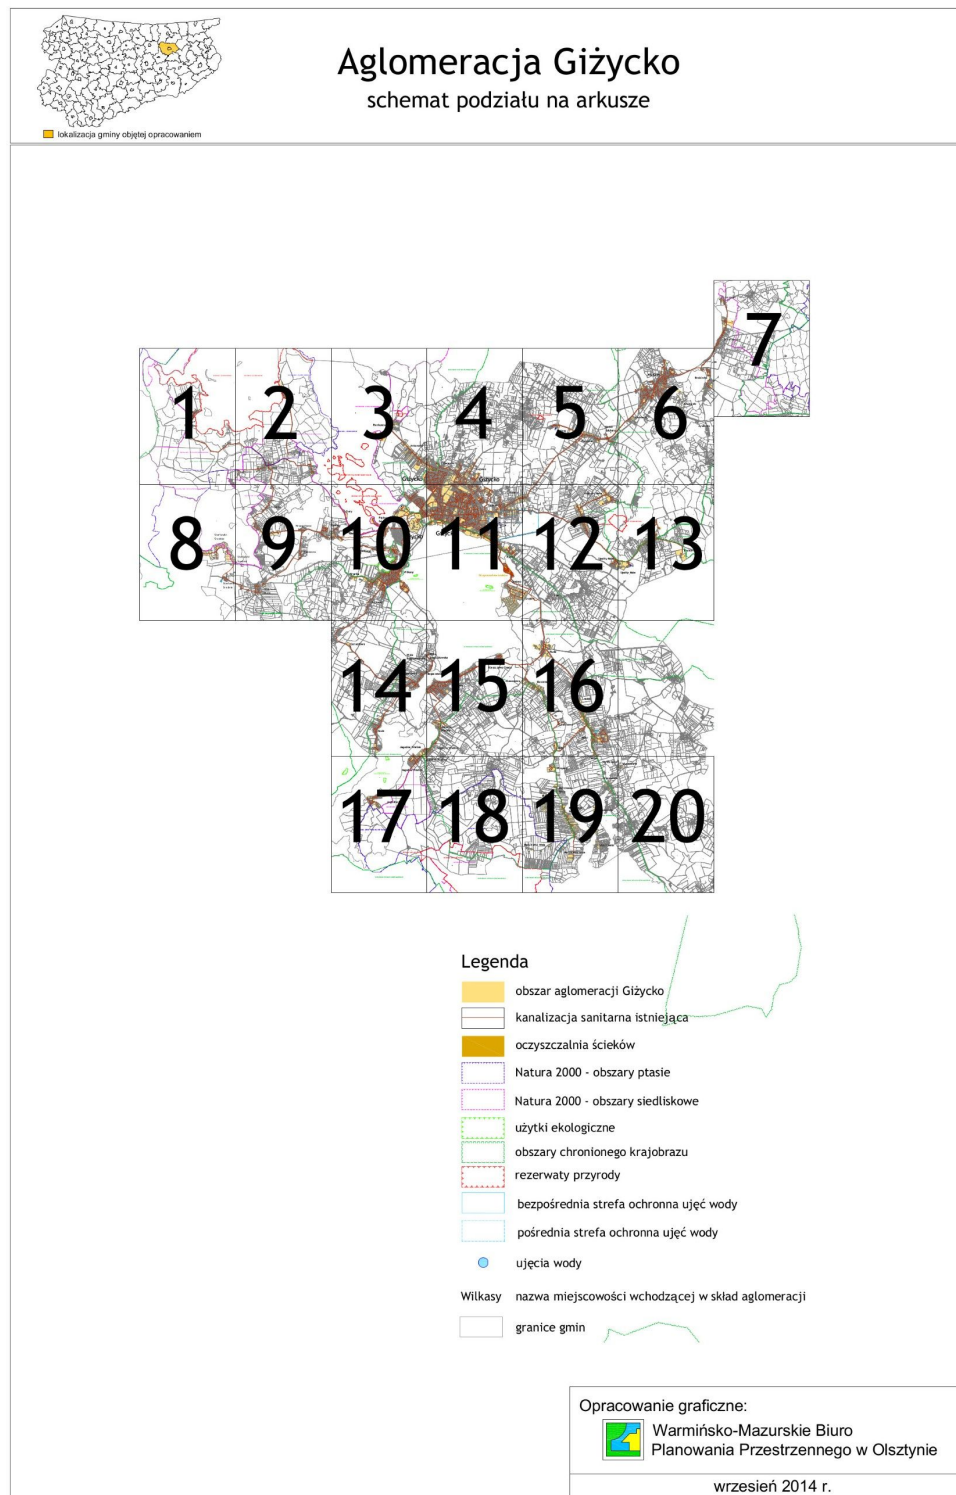 Aglomeracja Giżycko
schemat podziału na arkusze
lokalizacja gminy objętej opracowaniem
7
1
2
3
4
5
6
Giżycko
Giżycko
8
9
10
11
12
13
14
15
16
17
18
19
20
Legenda
obszar aglomeracji Giżycko
kanalizacja sanitarna istniejąca
oczyszczalnia ścieków
Natura 2000 - obszary ptasie
Natura 2000 - obszary siedliskowe
użytki ekologiczne
obszary chronionego krajobrazu
rezerwaty przyrody
bezpośrednia strefa ochronna ujęć wody
pośrednia strefa ochronna ujęć wody
ujęcia wody
Wilkasy nazwa miejscowości wchodzącej w skład aglomeracji
granice gmin
Opracowanie graficzne:
Warmińsko-Mazurskie Biuro
Planowania Przestrzennego w Olsztynie
wrzesień 2014 r.